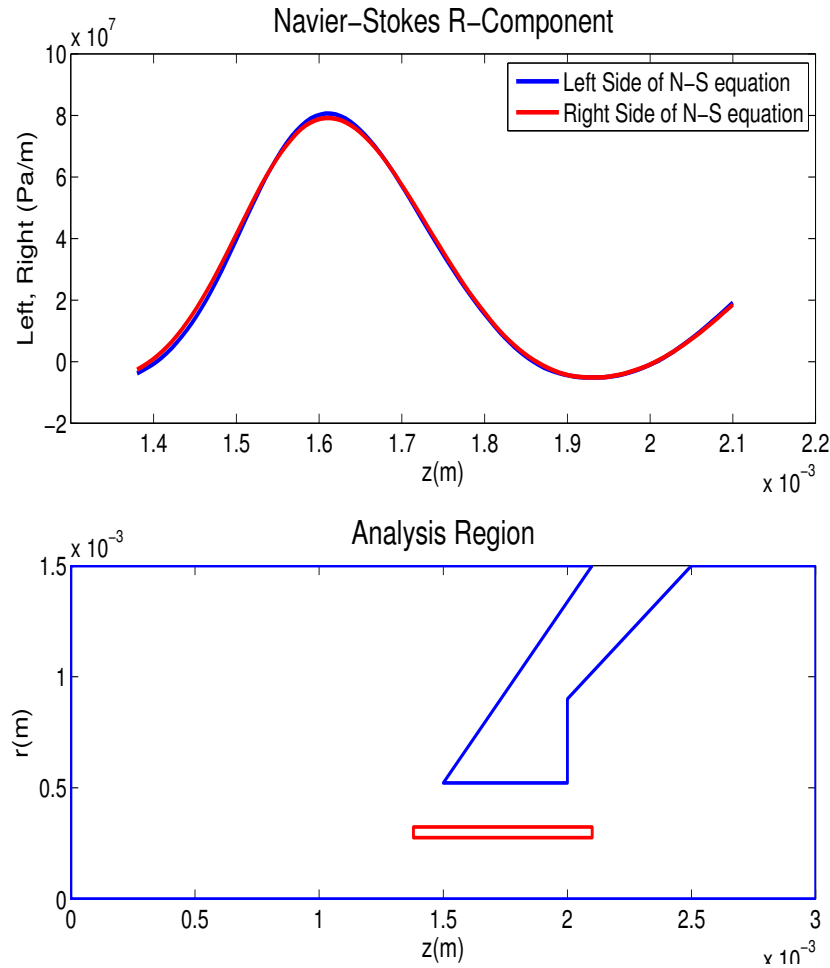 Navier−Stokes R−Component
x 10⁷
10
8
6
4
2
0
−2
Left, Right (Pa/m)
Left Side of N−S equation
Right Side of N−S equation
1.4 1.5 1.6 1.7 1.8 1.9 2 2.1 2.2
z(m)
x 10⁻³
Analysis Region
x 10⁻³
1.5
1
0.5
0
r(m)
0 0.5 1 1.5 2 2.5 3
z(m)
x 10⁻³